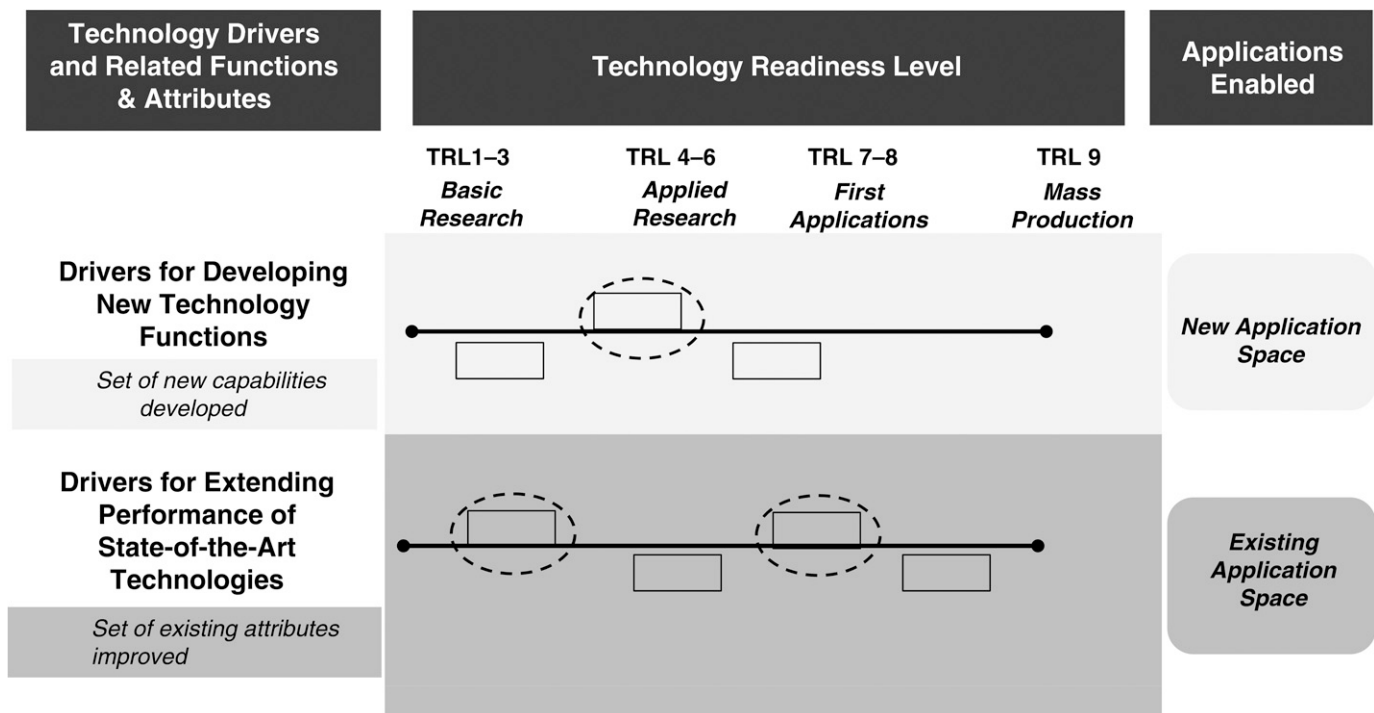 Technology Drivers
and Related Functions
& Attributes
Technology Readiness Level
Applications
Enabled
TRL1–3
Basic
Research
TRL 4–6
Applied
Research
TRL 7–8
First
Applications
TRL 9
Mass
Production
Drivers for Developing
New Technology
Functions
Set of new capabilities
developed
New Application
Space
Drivers for Extending
Performance of
State-of-the-Art
Technologies
Set of existing attributes
improved
Existing
Application
Space